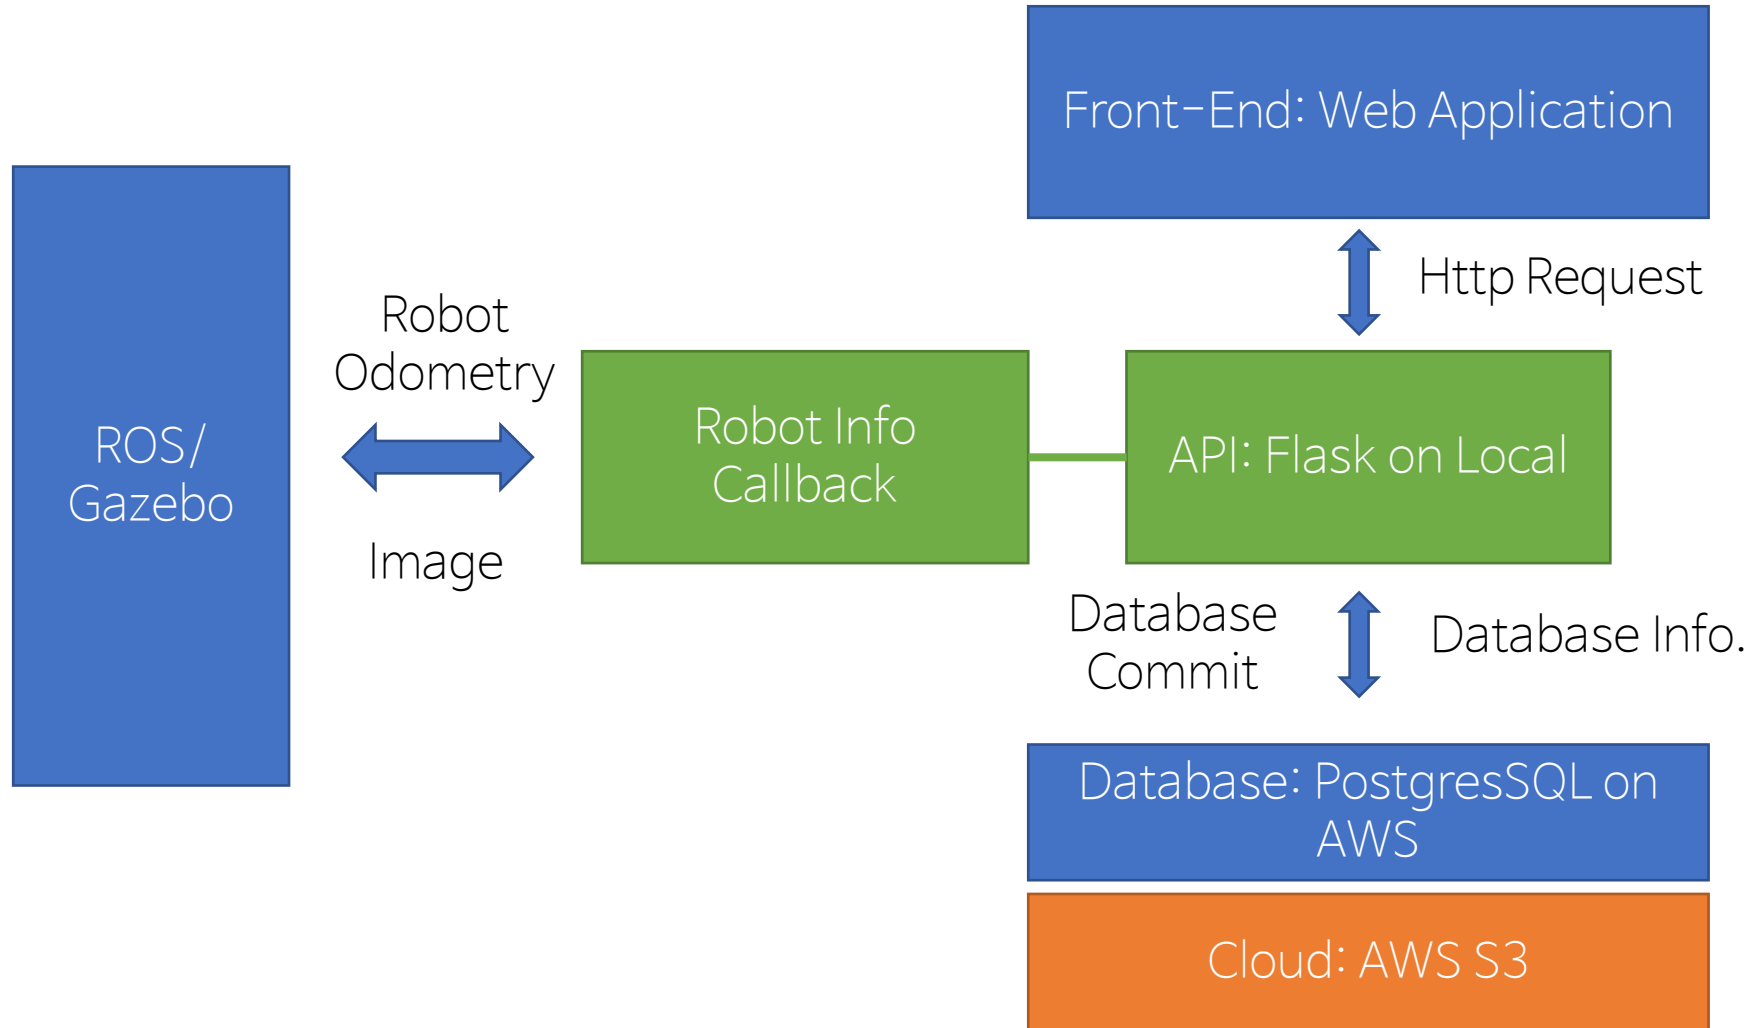 Front-End: Web Application
Http Request
Robot
Odometry
ROS/
Gazebo
Image
Robot Info
Callback
API: Flask on Local
Database
Commit
Database Info.
Database: PostgresSQL on
AWS
Cloud: AWS S3